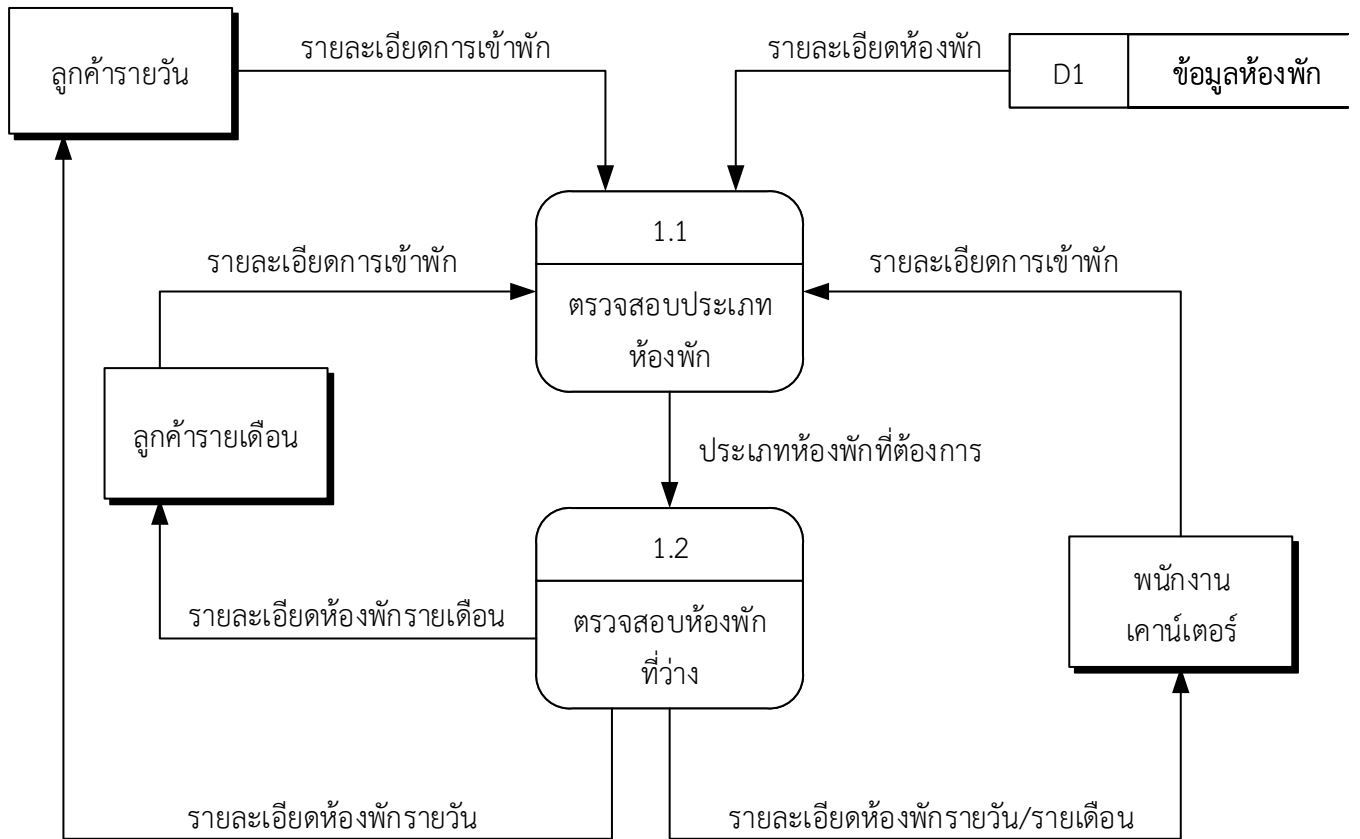 ลูกค้ารายวัน
รายละเอียดการเข้าพัก
รายละเอียดห้องพัก
D1
ข้อมูลห้องพัก
1.1
ตรวจสอบประเภท
ห้องพัก
รายละเอียดการเข้าพัก
รายละเอียดการเข้าพัก
ลูกค้ารายเดือน
ประเภทห้องพักที่ต้องการ
1.2
ตรวจสอบห้องพัก
ที่ว่าง
รายละเอียดห้องพักรายเดือน
พนักงาน
เคาน์เตอร์
รายละเอียดห้องพักรายวัน
รายละเอียดห้องพักรายวัน/รายเดือน